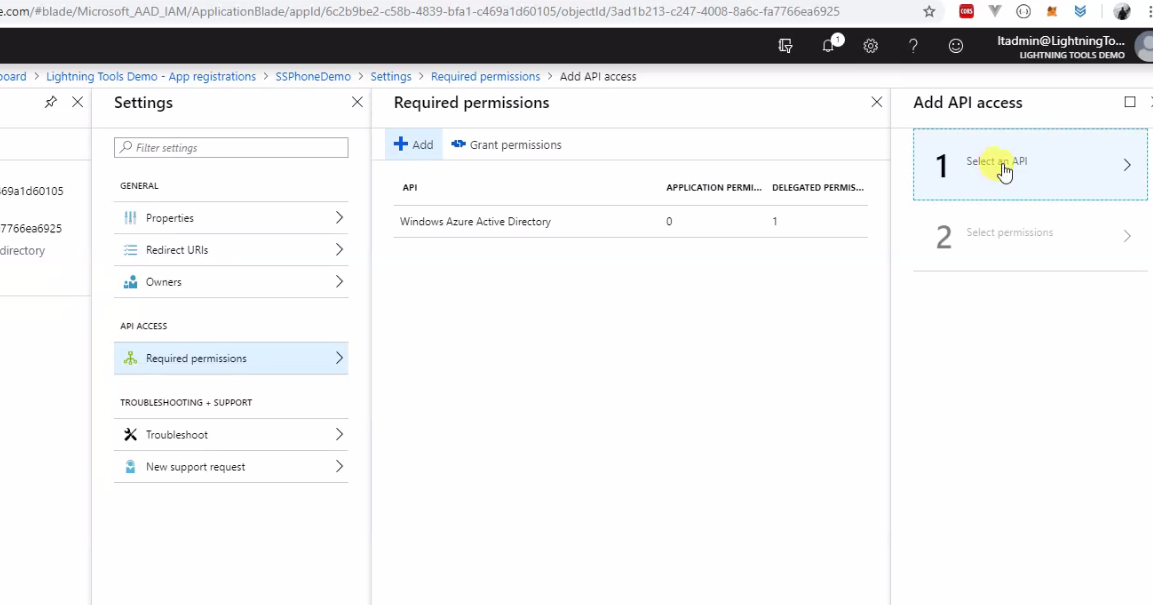 e.com/#blade/Microsoft_AAD_IAM/ApplicationBlade/appId/6c2b9be2-c58b-4839-bfa1-c469a1d60105/objectId/3ad1b213-c247-4008-8a6c-fa7766ea6925
CORS
1
ltadmin@LightningTo...
LIGHTNING TOOLS DEMO
board > Lightning Tools Demo - App registrations > SSPhoneDemo > Settings > Required permissions > Add API access
Settings
Filter settings
GENERAL
Properties
Redirect URIs
Owners
API ACCESS
Required permissions
TROUBLESHOOTING + SUPPORT
Troubleshoot
New support request
69a1d60105
7766ea6925
directory
Required permissions
Add
Grant permissions
API APPLICATION PERMI... DELEGATED PERMIS...
Windows Azure Active Directory 0 1
Add API access
1 Select an API
2 Select permissions